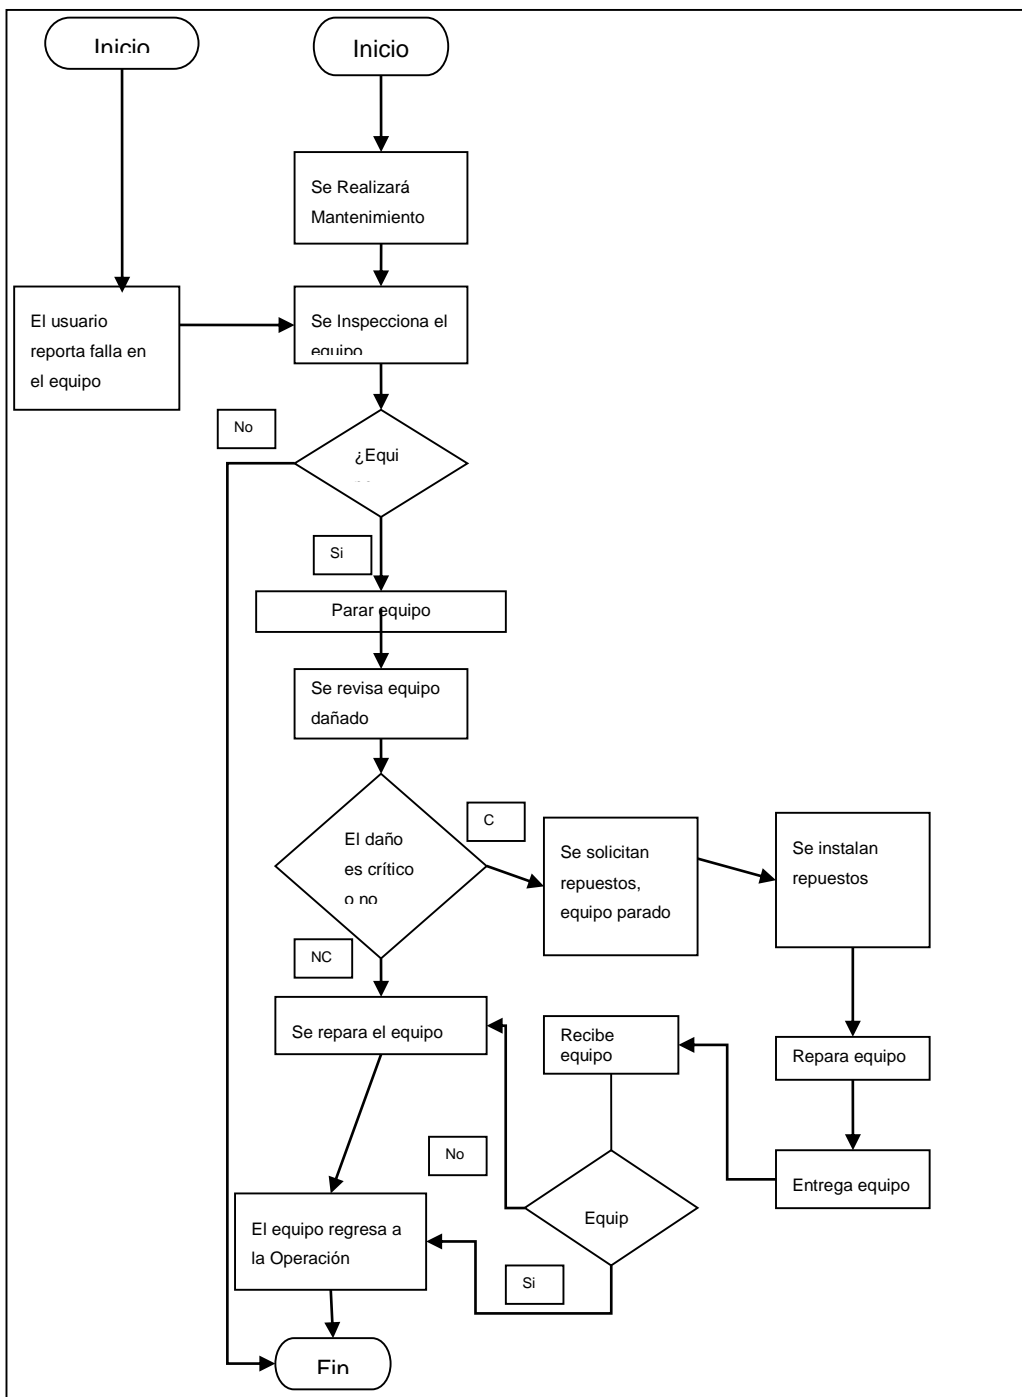 Inicio
Inicio
Se Realizará
Mantenimiento
El usuario
reporta falla en
el equipo
Se Inspecciona el
equipo
No
¿Equi
Si
Parar equipo
Se revisa equipo
dañado
El daño
es crítico
o no
C
Se solicitan
repuestos,
equipo parado
Se instalan
repuestos
NC
Se repara el equipo
Recibe
equipo
Repara equipo
No
Entrega equipo
Equip
El equipo regresa a
la Operación
Si
Fin